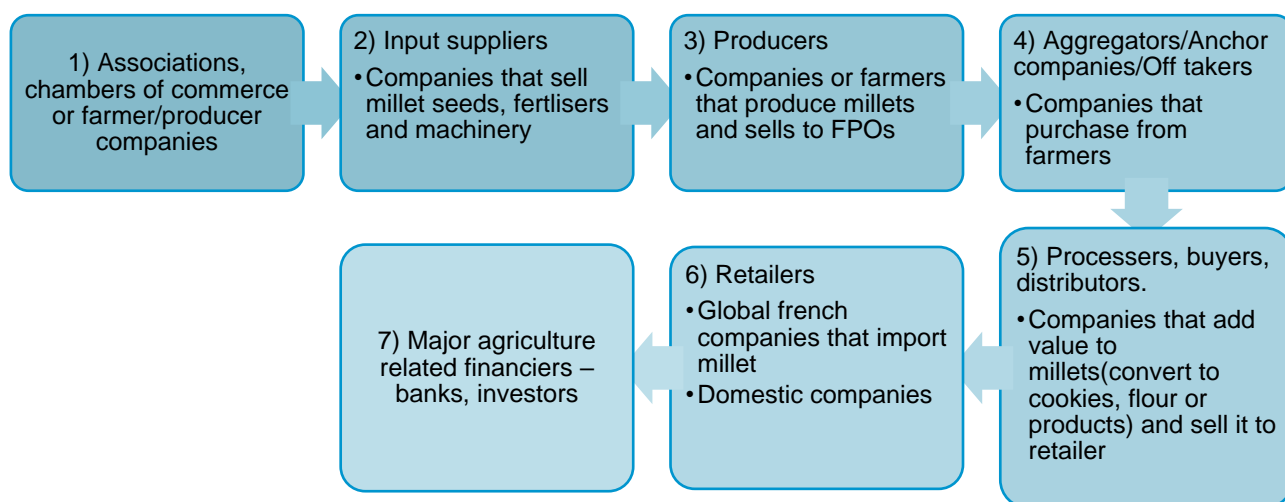 1) Associations,
chambers of commerce
or farmer/producer
companies
2) Input suppliers
•Companies that sell
millet seeds, fertlisers
and machinery
3) Producers
•Companies or farmers
that produce millets
and sells to FPOs
4) Aggregators/Anchor
companies/Off takers
•Companies that
purchase from
farmers
5) Processers, buyers,
distributors.
•Companies that add
value to
millets(convert to
cookies, flour or
products) and sell it to
retailer
6) Retailers
•Global french
companies that import
millet
•Domestic companies
7) Major agriculture
related financiers –
banks, investors